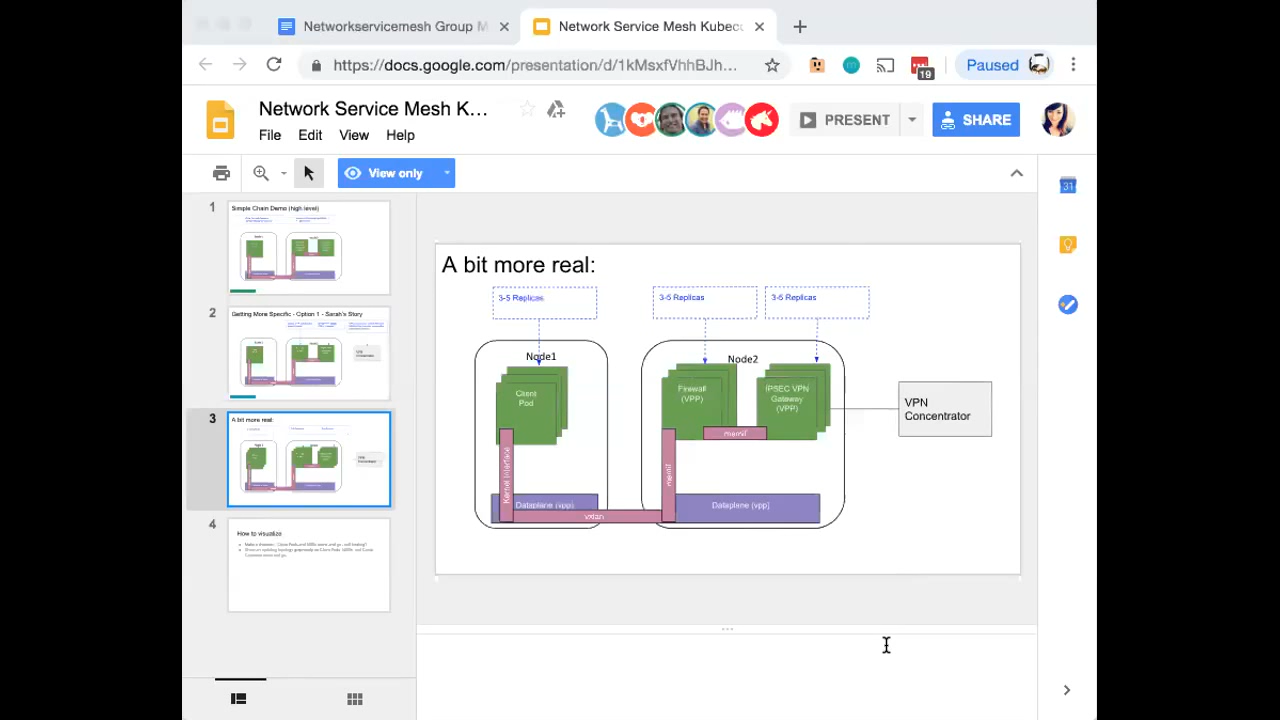 Networkservicemesh Group M
Network Service Mesh Kubec
https://docs.google.com/presentation/d/1kMsxfVhhBJh...
19
Paused
Network Service Mesh K...
File Edit View Help
PRESENT
SHARE
View only
31
1
Simple Chain Demo (high level)
2
Getting More Specific - Option 1 - Sarah's Story
3
A bit more real:
4
How to visualize
A bit more real:
3-5 Replicas
3-5 Replicas
3-5 Replicas
Node1
Node2
Client
Pod
Firewall
(VPP)
IPSEC VPN
Gateway
(VPP)
VPN
Concentrator
memif
Kernel Interface
memif
Dataplane (vpp)
Dataplane (vpp)
vxlan